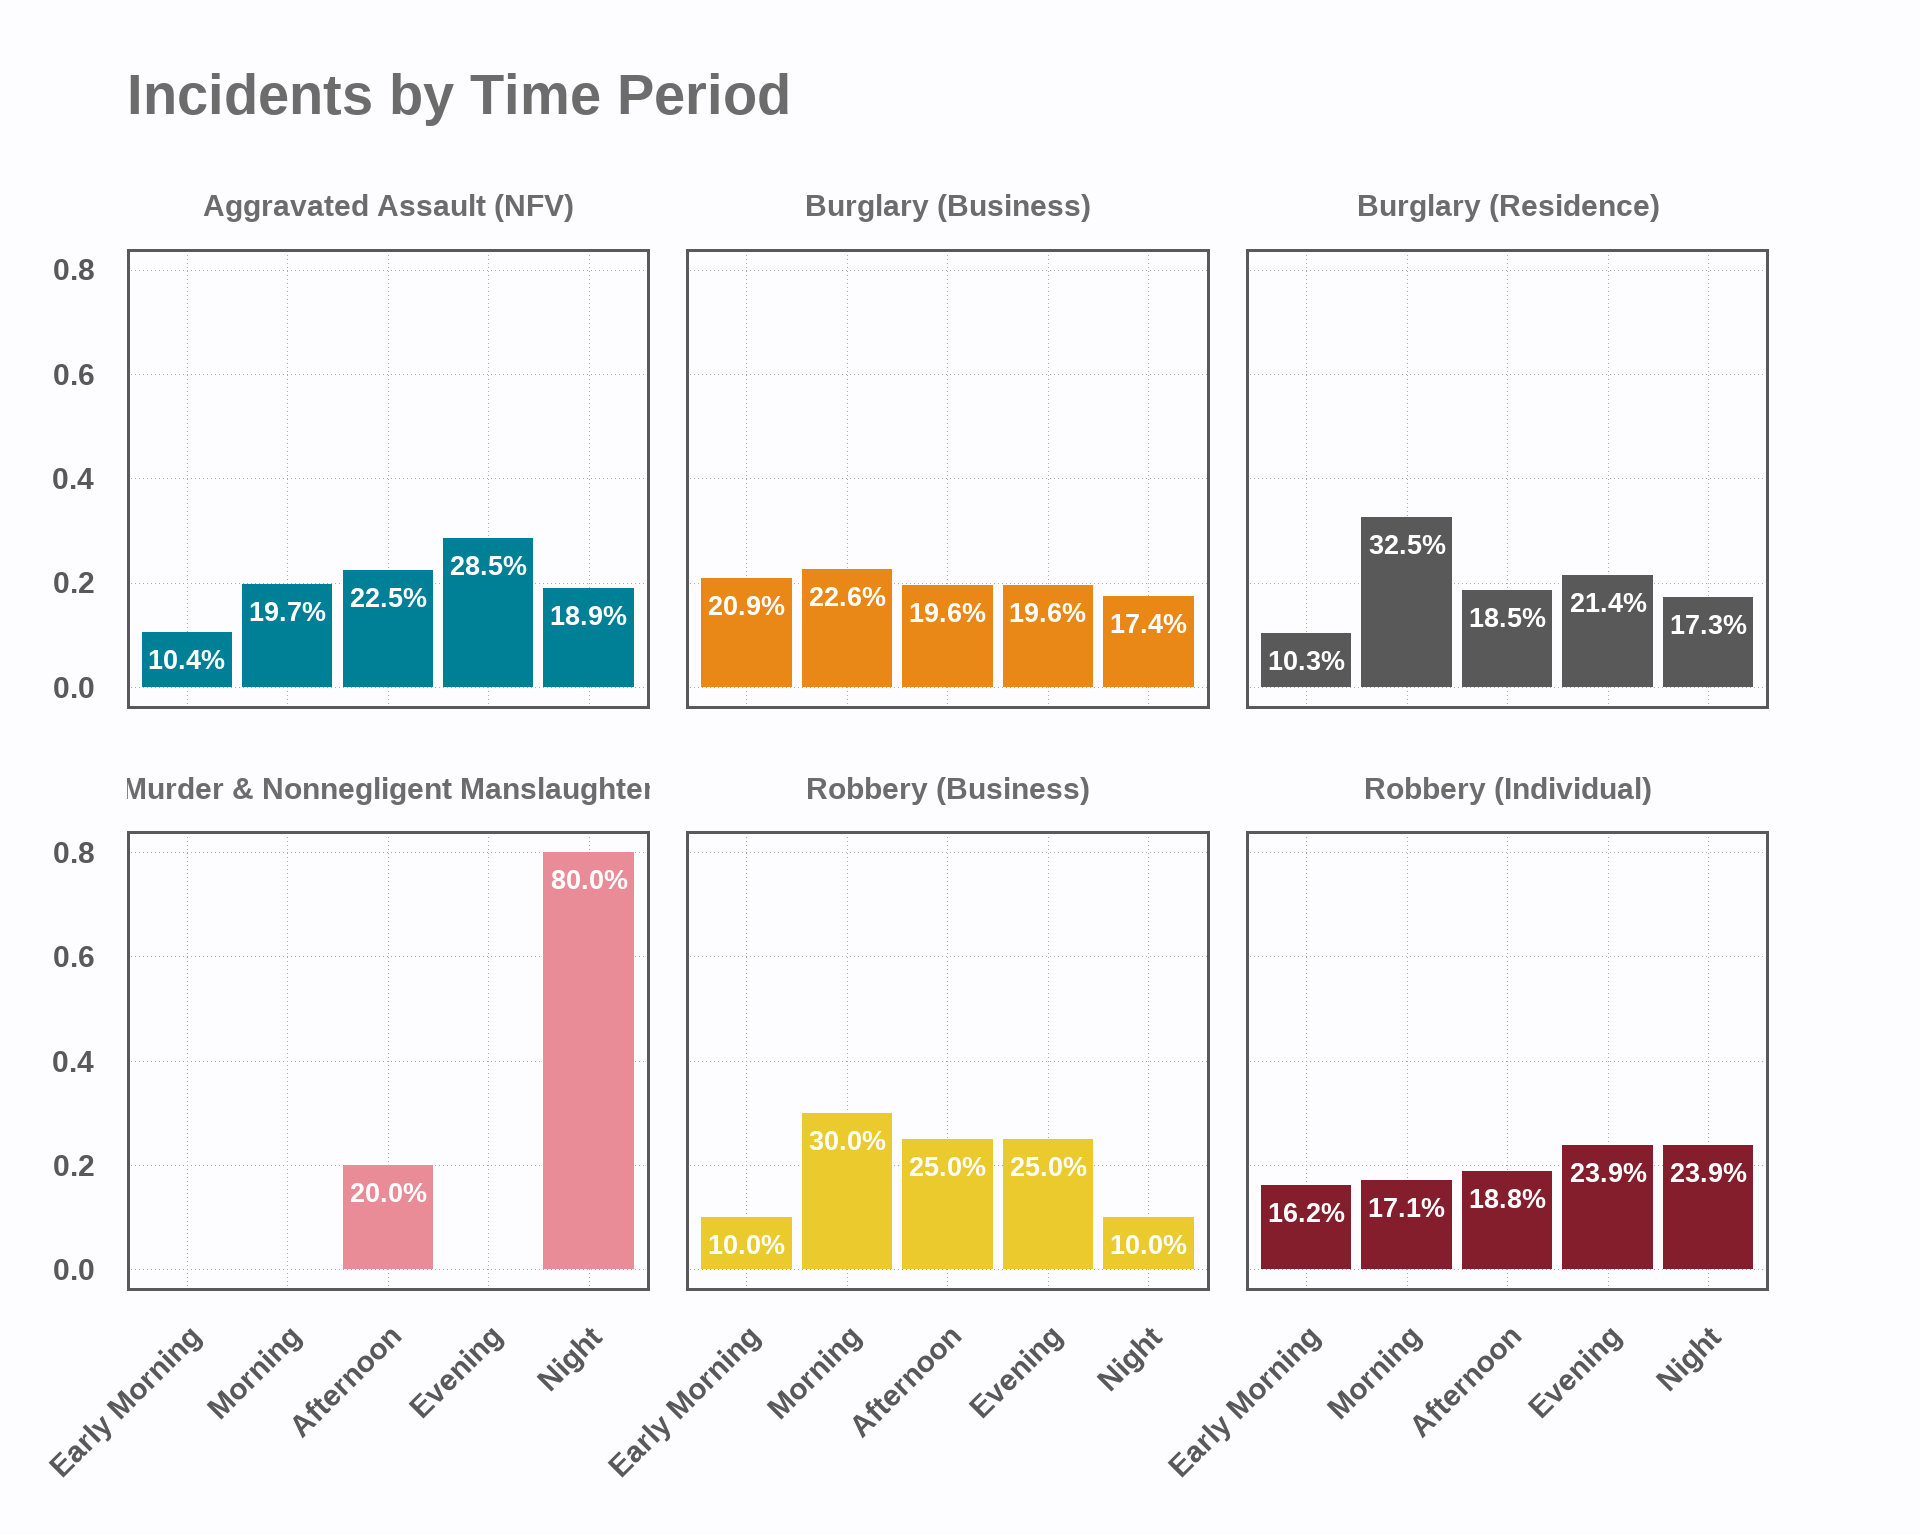 Incidents by Time Period
Aggravated Assault (NFV)
Burglary (Business)
Burglary (Residence)
0.8
0.6
0.4
0.2
0.0
10.4%
19.7%
22.5%
28.5%
18.9%
20.9%
22.6%
19.6%
19.6%
17.4%
10.3%
32.5%
18.5%
21.4%
17.3%
Murder & Nonnegligent Manslaughter
Robbery (Business)
Robbery (Individual)
0.8
0.6
0.4
0.2
0.0
20.0%
80.0%
10.0%
30.0%
25.0%
25.0%
10.0%
16.2%
17.1%
18.8%
23.9%
23.9%
Early Morning
Morning
Afternoon
Evening
Night
Early Morning
Morning
Afternoon
Evening
Night
Early Morning
Morning
Afternoon
Evening
Night